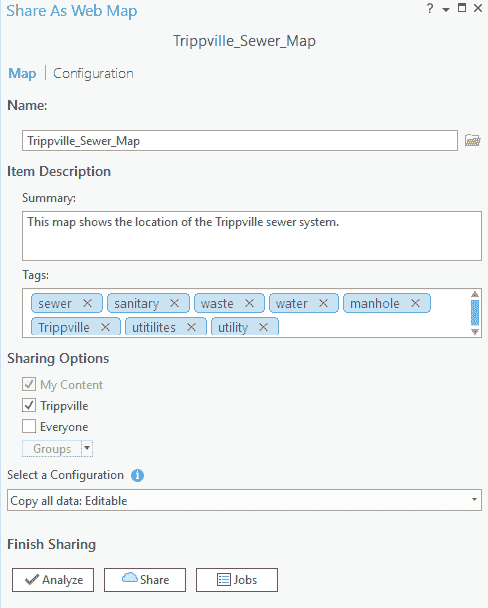 Share As Web Map
Trippville_Sewer_Map
Map | Configuration
Name:
Trippville_Sewer_Map
Item Description
Summary:
This map shows the location of the Trippville sewer system.
Tags:
sewer sanitary waste water manhole
Trippville utitilites utility
Sharing Options
My Content
Trippville
Everyone
Groups
Select a Configuration
Copy all data: Editable
Finish Sharing
Analyze Share Jobs